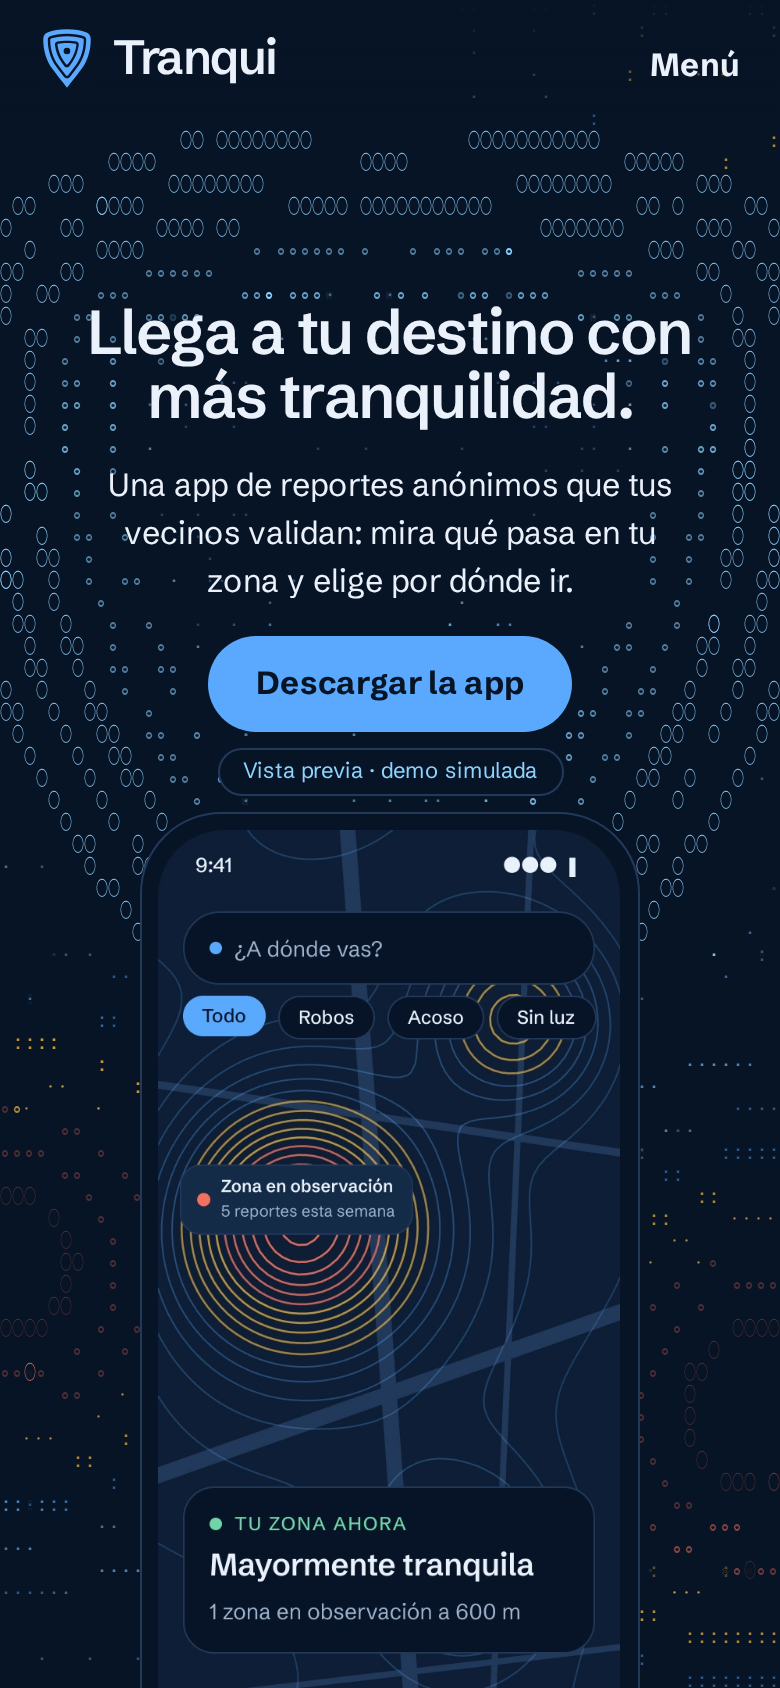 Tranqui
Menú
Llega a tu destino con
más tranquilidad.
Una app de reportes anónimos que tus
vecinos validan: mira qué pasa en tu
zona y elige por dónde ir.
Descargar la app
Vista previa · demo simulada
9:41
¿A dónde vas?
Todo
Robos
Acoso
Sin luz
Zona en observación
5 reportes esta semana
TU ZONA AHORA
Mayormente tranquila
1 zona en observación a 600 m